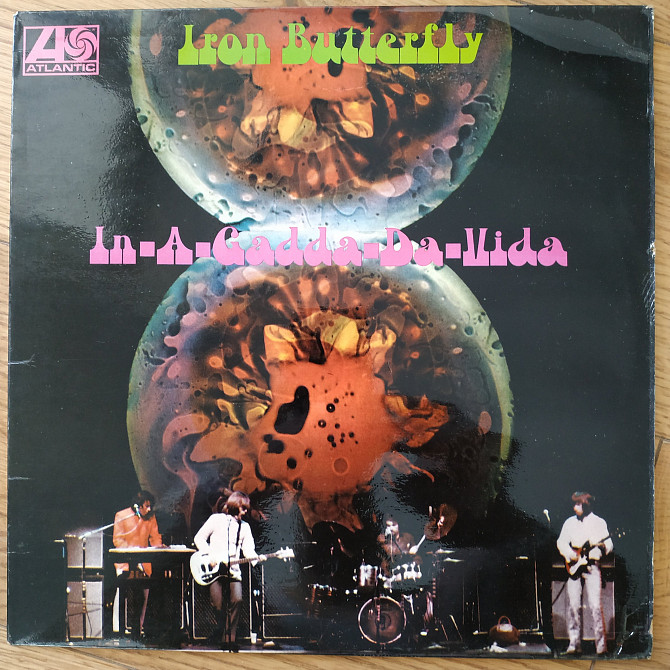 ATLANTIC
Iron Butterfly
In-A-Gadda-Da-Vida